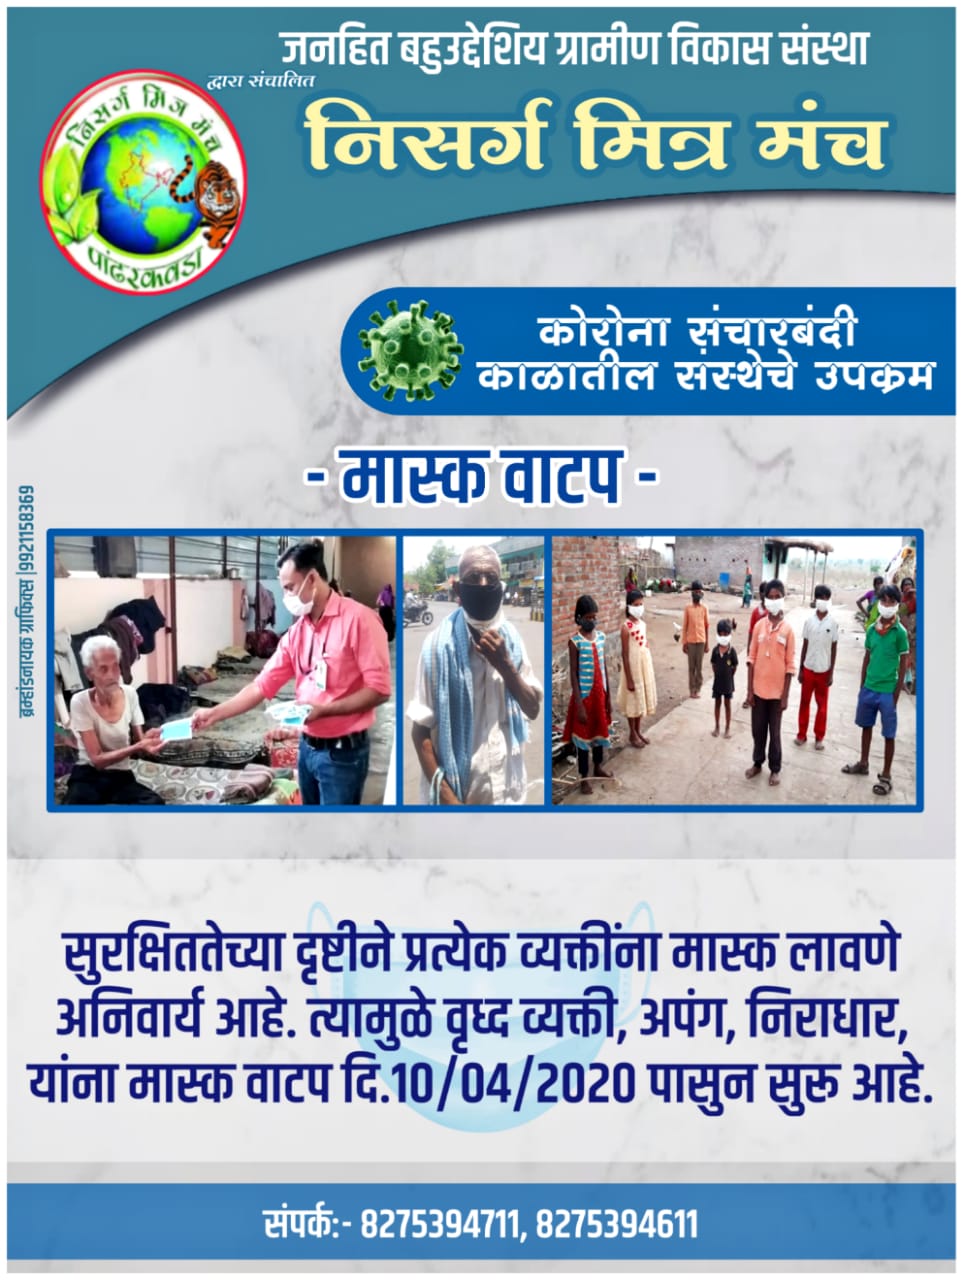 जनहित बहुउद्देशिय ग्रामीण विकास संस्था
द्वारा संचालित
निसर्ग मित्र मंच
निसर्ग मित्र मंच
पांढरकवडा
कोरोना संचारबंदी
काळातील संस्थेचे उपक्रम
- मास्क वाटप -
ब्रम्हांडनायक ग्राफिक्स | 9921158369
सुरक्षिततेच्या दृष्टीने प्रत्येक व्यक्तींना मास्क लावणे
अनिवार्य आहे. त्यामुळे वृध्द व्यक्ती, अपंग, निराधार,
यांना मास्क वाटप दि.10/04/2020 पासुन सुरू आहे.
संपर्क:- 8275394711, 8275394611